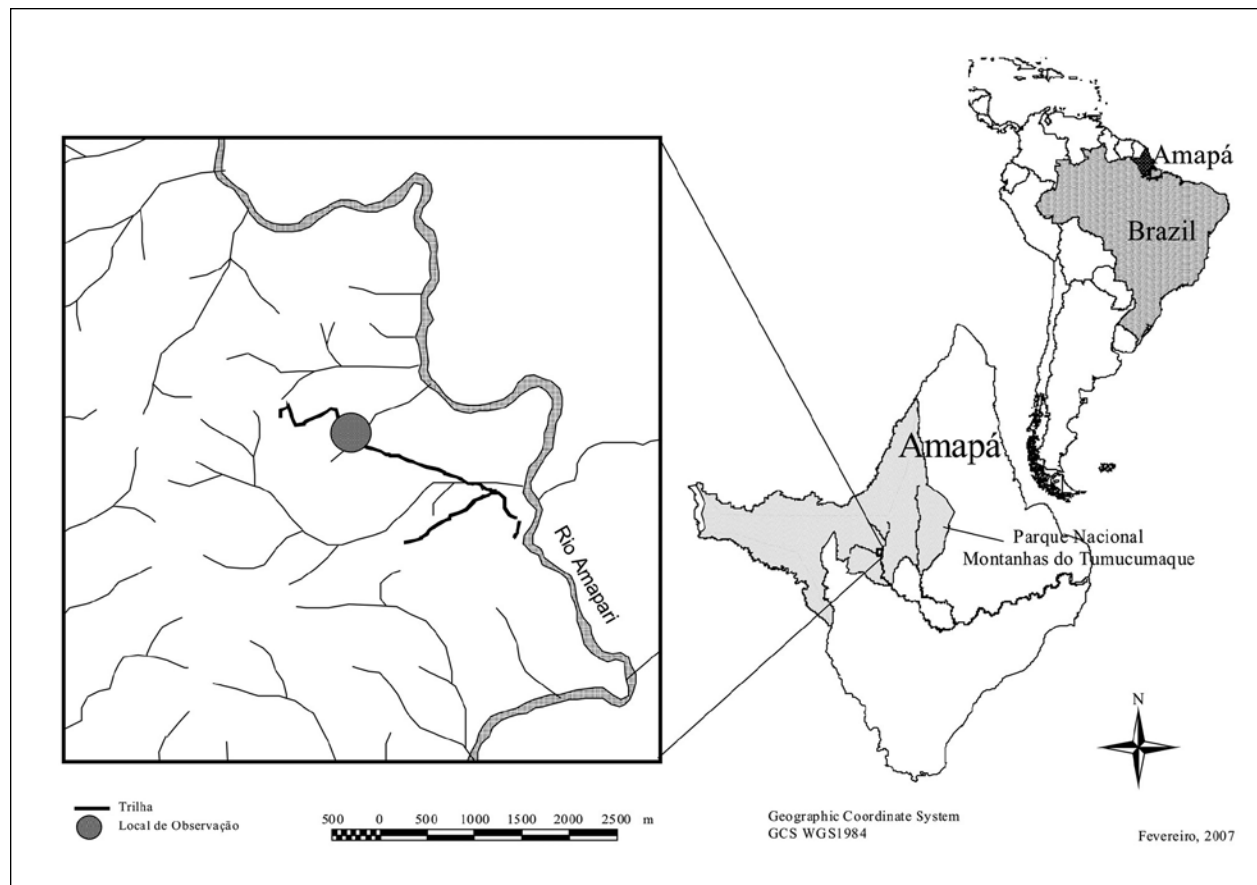 Amapá
Brazil
Amapá
Parque Nacional
Montanhas do Tumucumaque
Rio Amapari
N
Trilha
Local de Observação
500 0 500 1000 1500 2000 2500 m
Geographic Coordinate System
GCS WGS1984
Fevereiro, 2007